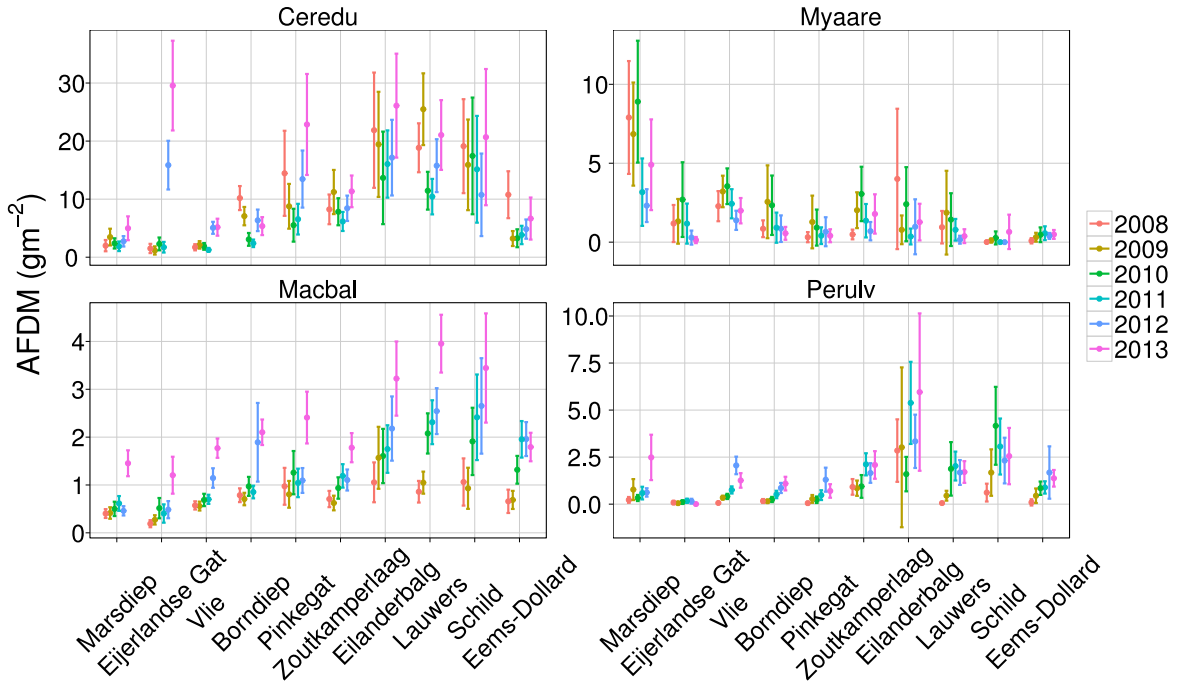 Ceredu
Myaare
30
20
10
0
10
5
0
AFDM (gm⁻²)
2008
2009
2010
2011
2012
2013
Macbal
Perulv
4
3
2
1
0
10.0
7.5
5.0
2.5
0.0
Marsdiep
Eijerlandse Gat
Vlie
Borndiep
Pinkegat
Zoutkamperlaag
Eilanderbalg
Lauwers
Schild
Eems-Dollard
Marsdiep
Eijerlandse Gat
Vlie
Borndiep
Pinkegat
Zoutkamperlaag
Eilanderbalg
Lauwers
Schild
Eems-Dollard